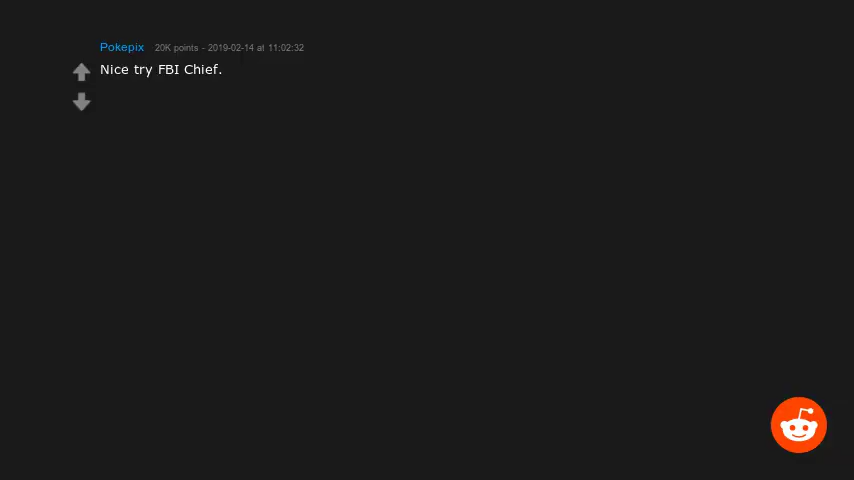 Pokepix 20K points - 2019-02-14 at 11:02:32
Nice try FBI Chief.